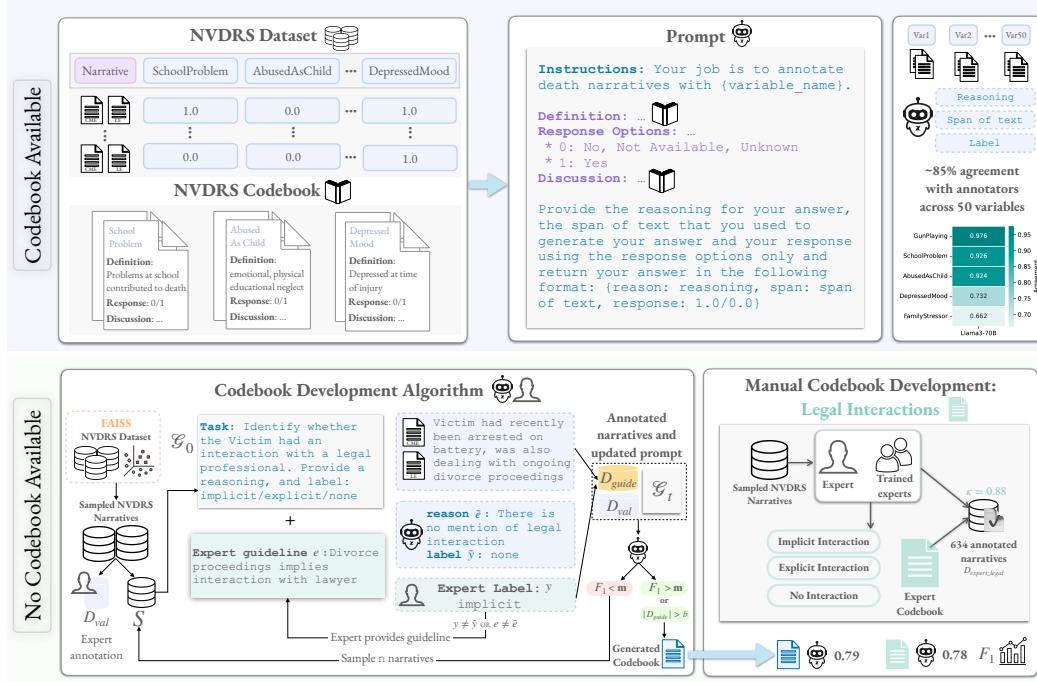 Codebook Available
NVDRS Dataset
Narrative
SchoolProblem
AbusedAsChild
•••
DepressedMood
CME
LE
1.0
0.0
•••
1.0
CME
LE
0.0
0.0
•••
1.0
NVDRS Codebook
School
Problem
Definition:
Problems at school
contributed to death
Response: 0/1
Discussion: ...
Abused
As Child
Definition:
emotional, physical
educational neglect
Response: 0/1
Discussion: ...
Depressed
Mood
Definition:
Depressed at time
of injury
Response: 0/1
Discussion: ...
Prompt
Instructions: Your job is to annotate
death narratives with {variable_name}.
Definition: …
Response Options: …
* 0: No, Not Available, Unknown
* 1: Yes
Discussion: …
Provide the reasoning for your answer,
the span of text that you used to
generate your answer and your response
using the response options only and
return your answer in the following
format: {reason: reasoning, span: span
of text, response: 1.0/0.0}
Var1
Var2
•••
Var50
Reasoning
Span of text
Label
~85% agreement
with annotators
across 50 variables
GunPlaying
0.976
SchoolProblem
0.926
AbusedAsChild
0.924
DepressedMood
0.732
FamilyStressor
0.662
Llama3-70B
0.95
0.90
0.85
0.80
0.75
0.70
No Codebook Available
Codebook Development Algorithm
FAISS
NVDRS Dataset
Sampled NVDRS
Narratives
D_val
S
Expert
annotation
𝒢_0
Task: Identify whether
the Victim had an
interaction with a legal
professional. Provide a
reasoning, and label:
implicit/explicit/none
+
Expert guideline e :Divorce
proceedings implies
interaction with lawyer
CME
LE
Victim had recently
been arrested on
battery, was also
dealing with ongoing
divorce proceedings
reason ẽ: There is
no mention of legal
interaction
label ỹ: none
Expert Label: y
implicit
y ≠ ỹ OR e ≠ ẽ
Expert provides guideline
Sample n narratives
Annotated
narratives and
updated prompt
D_guide
D_val
𝒢_t
F_1 < m
F_1 > m
or
|D_guide| > b
Generated
Codebook
Manual Codebook Development:
Legal Interactions
Sampled NVDRS
Narratives
Expert
Trained
experts
κ = 0.88
Implicit Interaction
Explicit Interaction
No Interaction
Expert
Codebook
634 annotated
narratives
D_expert_legal
0.79
0.78
F_1